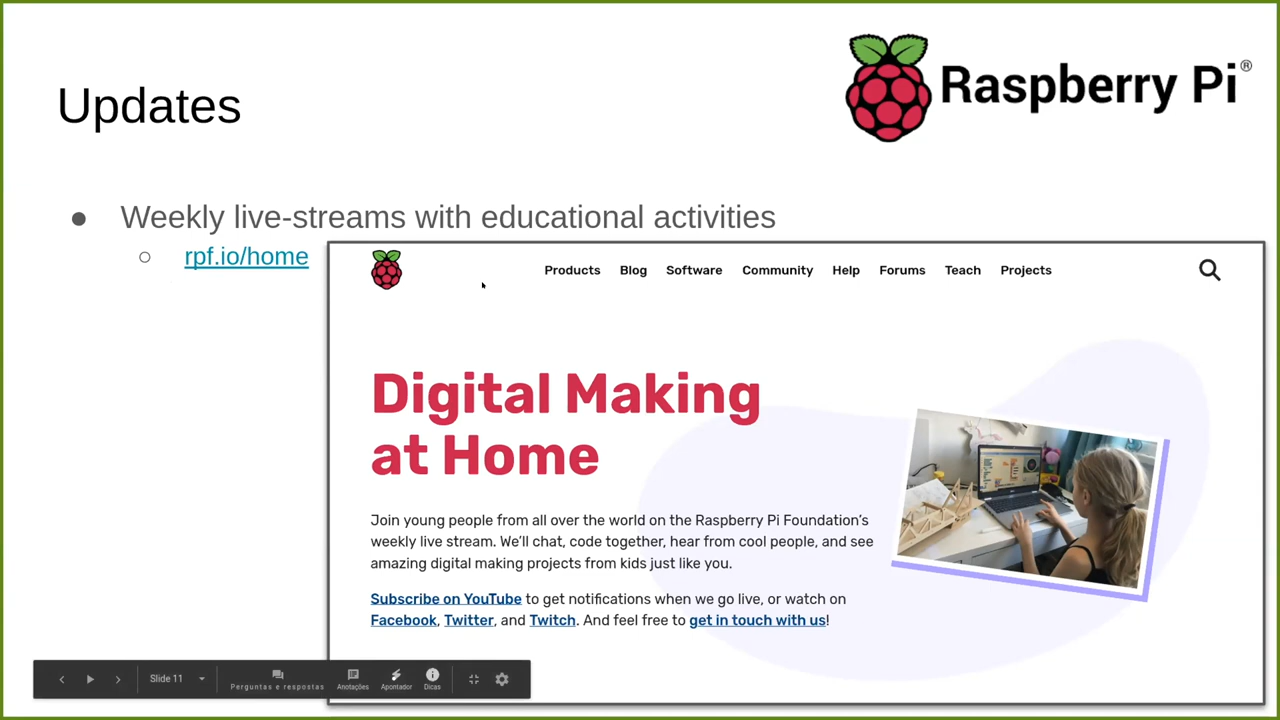 Updates
Raspberry Pi®
● Weekly live-streams with educational activities
○ rpf.io/home
Products Blog Software Community Help Forums Teach Projects
Digital Making
at Home
Join young people from all over the world on the Raspberry Pi Foundation’s
weekly live stream. We’ll chat, code together, hear from cool people, and see
amazing digital making projects from kids just like you.
Subscribe on YouTube to get notifications when we go live, or watch on
Facebook, Twitter, and Twitch. And feel free to get in touch with us!
Slide 11
Perguntas e respostas Anotações Apontador Dicas